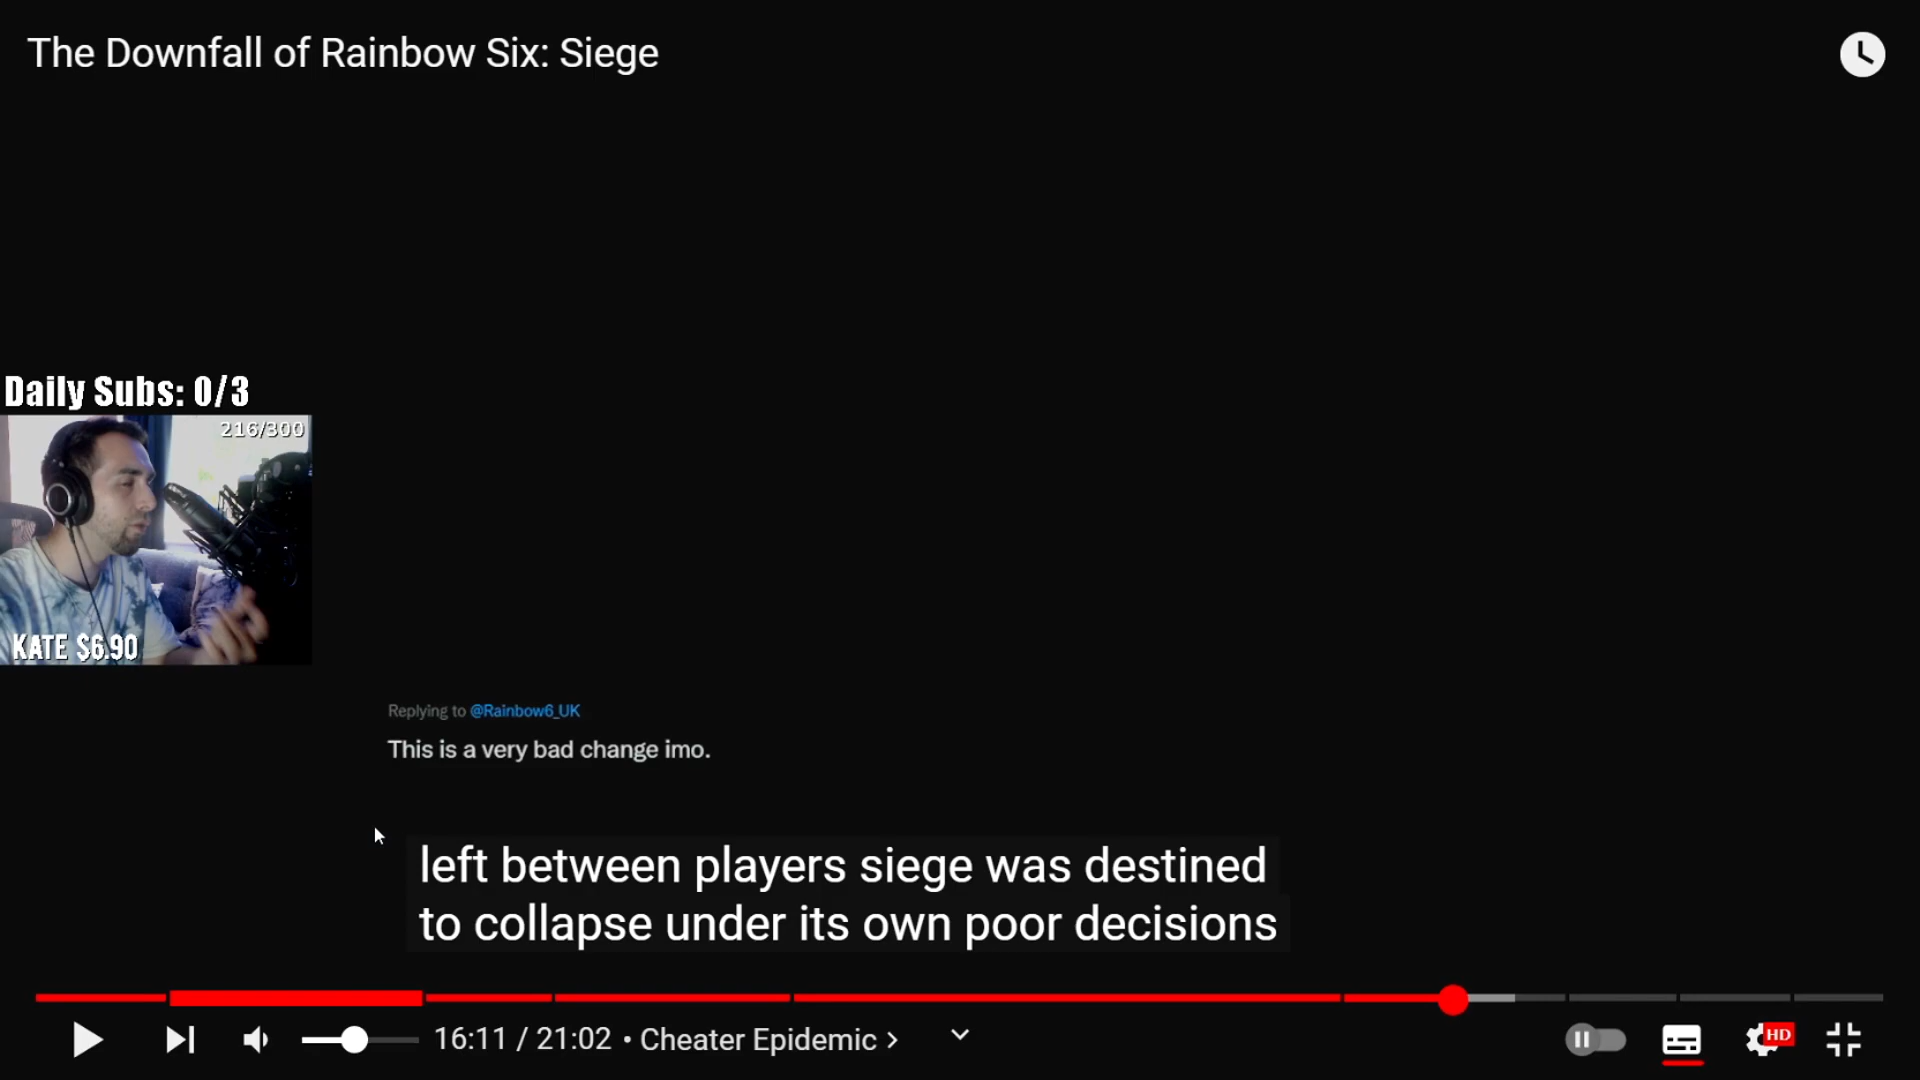 The Downfall of Rainbow Six: Siege
Daily Subs: 0/3
216/300
KATE $6.90
Replying to @Rainbow6_UK
This is a very bad change imo.
left between players siege was destined
to collapse under its own poor decisions
16:11 / 21:02 • Cheater Epidemic >
HD